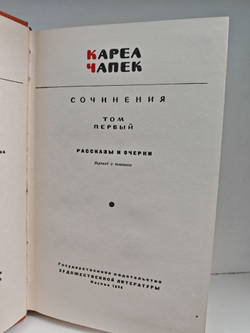 КАРЕЛ
ЧАПЕК
СОЧИНЕНИЯ
ТОМ
ПЕРВЫЙ
РАССКАЗЫ И ОЧЕРКИ
Перевод с чешского
Государственное издательство
ХУДОЖЕСТВЕННОЙ ЛИТЕРАТУРЫ
Москва